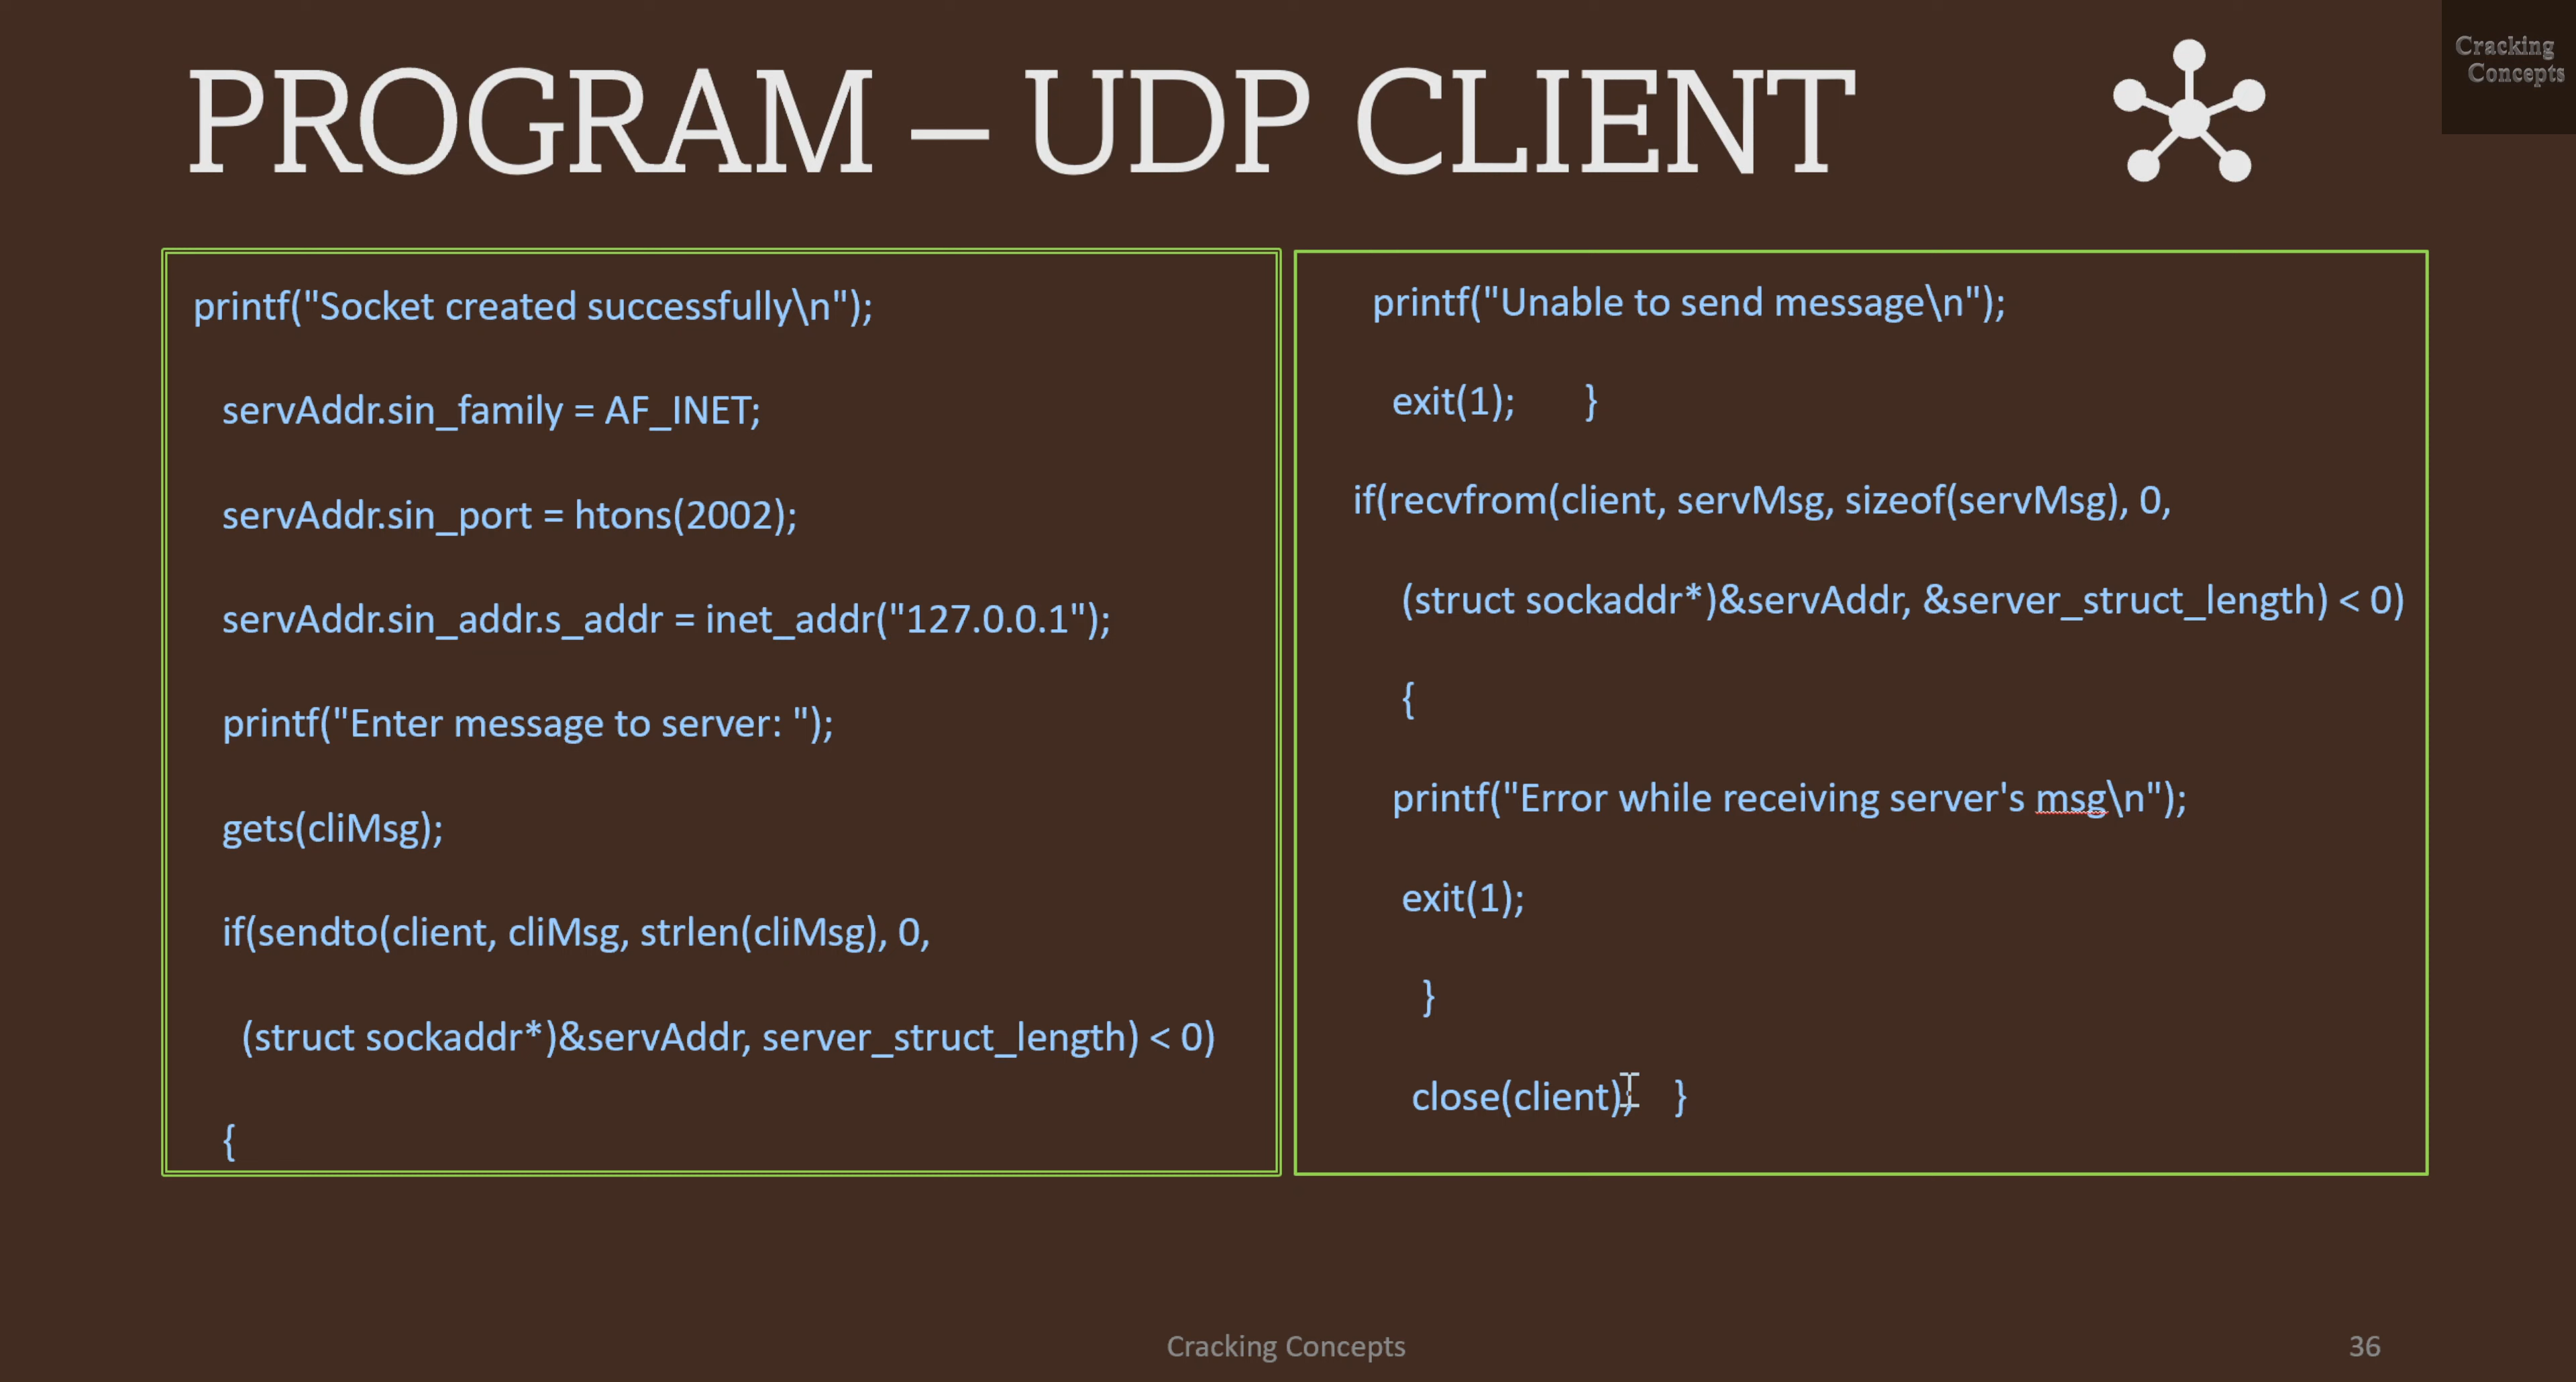 PROGRAM – UDP CLIENT
Cracking
Concepts
printf("Socket created successfully\n");
servAddr.sin_family = AF_INET;
servAddr.sin_port = htons(2002);
servAddr.sin_addr.s_addr = inet_addr("127.0.0.1");
printf("Enter message to server: ");
gets(cliMsg);
if(sendto(client, cliMsg, strlen(cliMsg), 0,
(struct sockaddr*)&servAddr, server_struct_length) < 0)
{
printf("Unable to send message\n");
exit(1); }
if(recvfrom(client, servMsg, sizeof(servMsg), 0,
(struct sockaddr*)&servAddr, &server_struct_length) < 0)
{
printf("Error while receiving server's msg\n");
exit(1);
}
close(client); }
Cracking Concepts
36